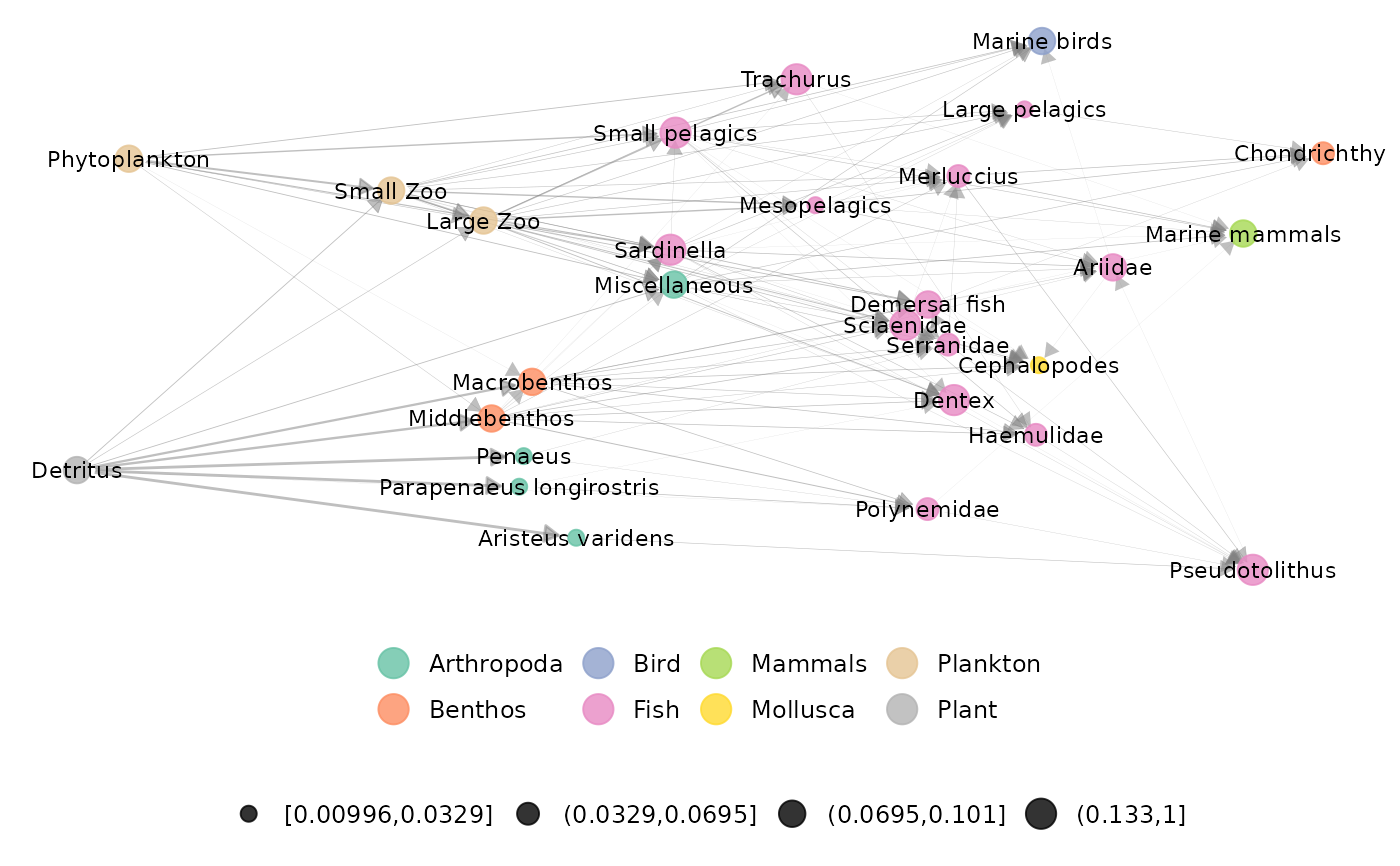 Marine birds
Trachurus
Large pelagics
Small pelagics
Phytoplankton
Chondrichthy
Merluccius
Small Zoo
Mesopelagics
Large Zoo
Marine mammals
Sardinella
Ariidae
Miscellaneous
Demersal fish
Sciaenidae
Serranidae
Cephalopodes
Macrobenthos
Dentex
Middlebenthos
Haemulidae
Penaeus
Detritus
Parapenaeus longirostris
Polynemidae
Aristeus varidens
Pseudotolithus
Arthropoda Bird Mammals Plankton
Benthos Fish Mollusca Plant
[0.00996,0.0329] (0.0329,0.0695] (0.0695,0.101] (0.133,1]